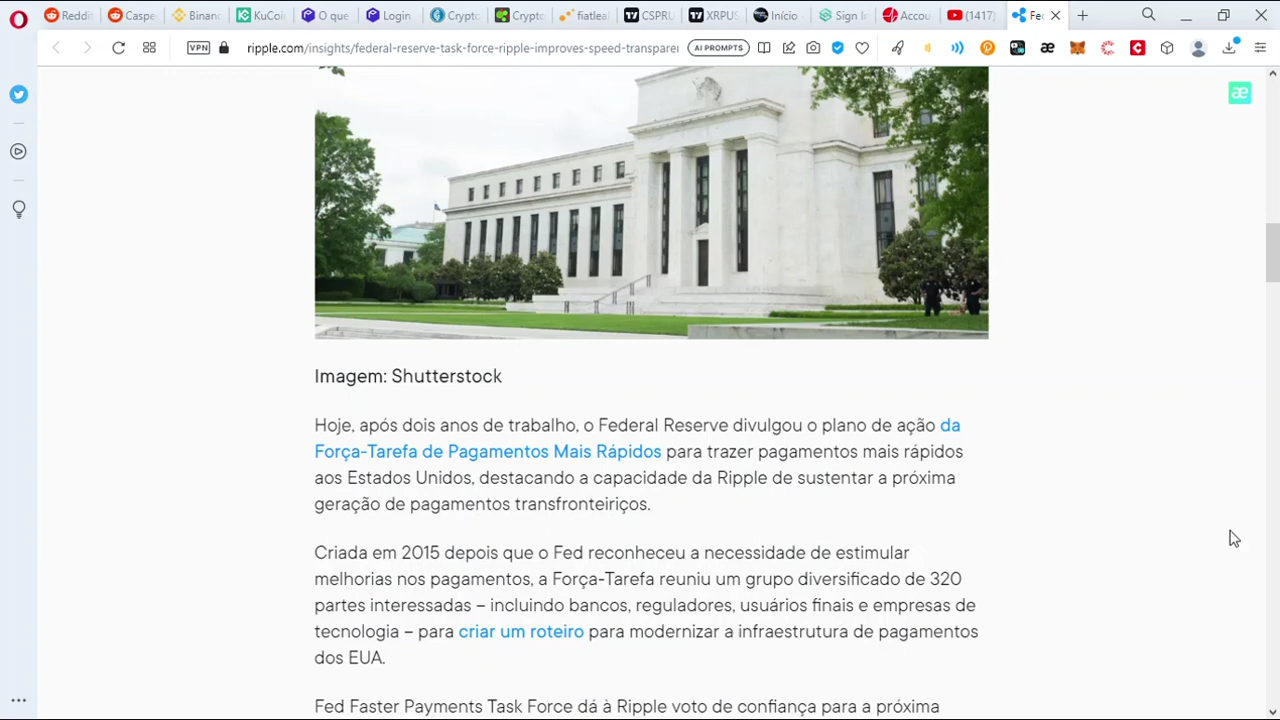 Reddit
Caspe
Binanc
KuCoi
O que
Login
Crypto
Crypto
fiatleal
CSPRU
XRPUS
Início
Sign In
Accou
(1417)
Fed
VPN
ripple.com/insights/federal-reserve-task-force-ripple-improves-speed-transparer
AI PROMPTS
æ
æ
Imagem: Shutterstock
Hoje, após dois anos de trabalho, o Federal Reserve divulgou o plano de ação da
Força-Tarefa de Pagamentos Mais Rápidos para trazer pagamentos mais rápidos
aos Estados Unidos, destacando a capacidade da Ripple de sustentar a próxima
geração de pagamentos transfronteiriços.
Criada em 2015 depois que o Fed reconheceu a necessidade de estimular
melhorias nos pagamentos, a Força-Tarefa reuniu um grupo diversificado de 320
partes interessadas – incluindo bancos, reguladores, usuários finais e empresas de
tecnologia – para criar um roteiro para modernizar a infraestrutura de pagamentos
dos EUA.
Fed Faster Payments Task Force dá à Ripple voto de confiança para a próxima